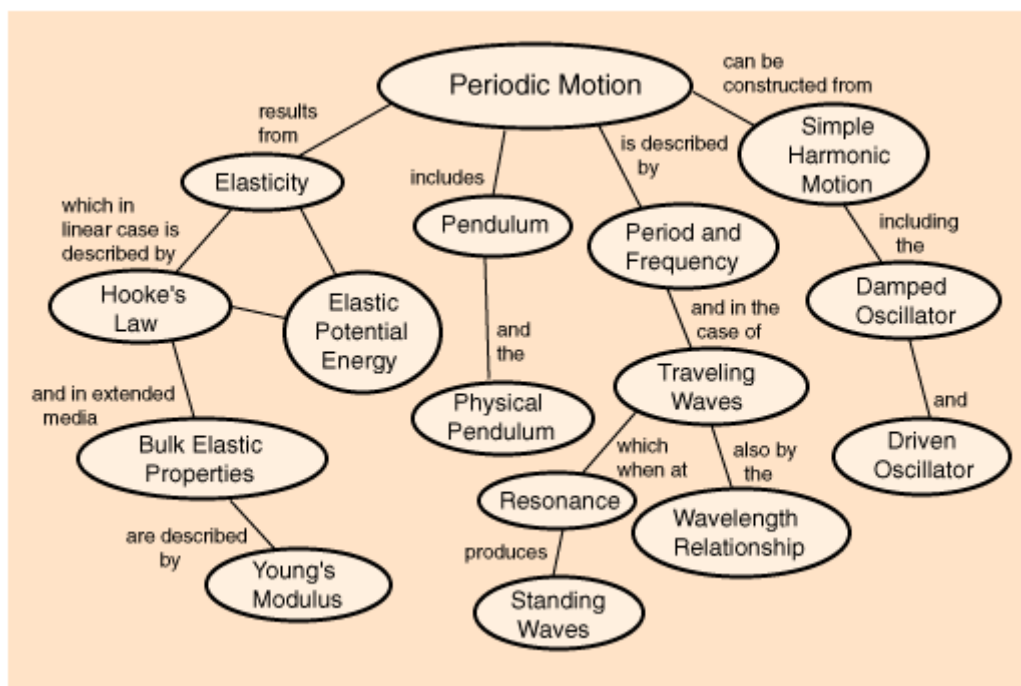 Periodic Motion
can be
constructed from
results
from
Simple
Harmonic
Motion
is described
by
includes
Elasticity
which in
linear case is
described by
Pendulum
Period and
Frequency
including
the
Hooke's
Law
Elastic
Potential
Energy
Damped
Oscillator
and in the
case of
and
the
Traveling
Waves
and in extended
media
Physical
Pendulum
and
Bulk Elastic
Properties
which
when at
also by
the
Driven
Oscillator
Resonance
Wavelength
Relationship
are described
by
produces
Young's
Modulus
Standing
Waves